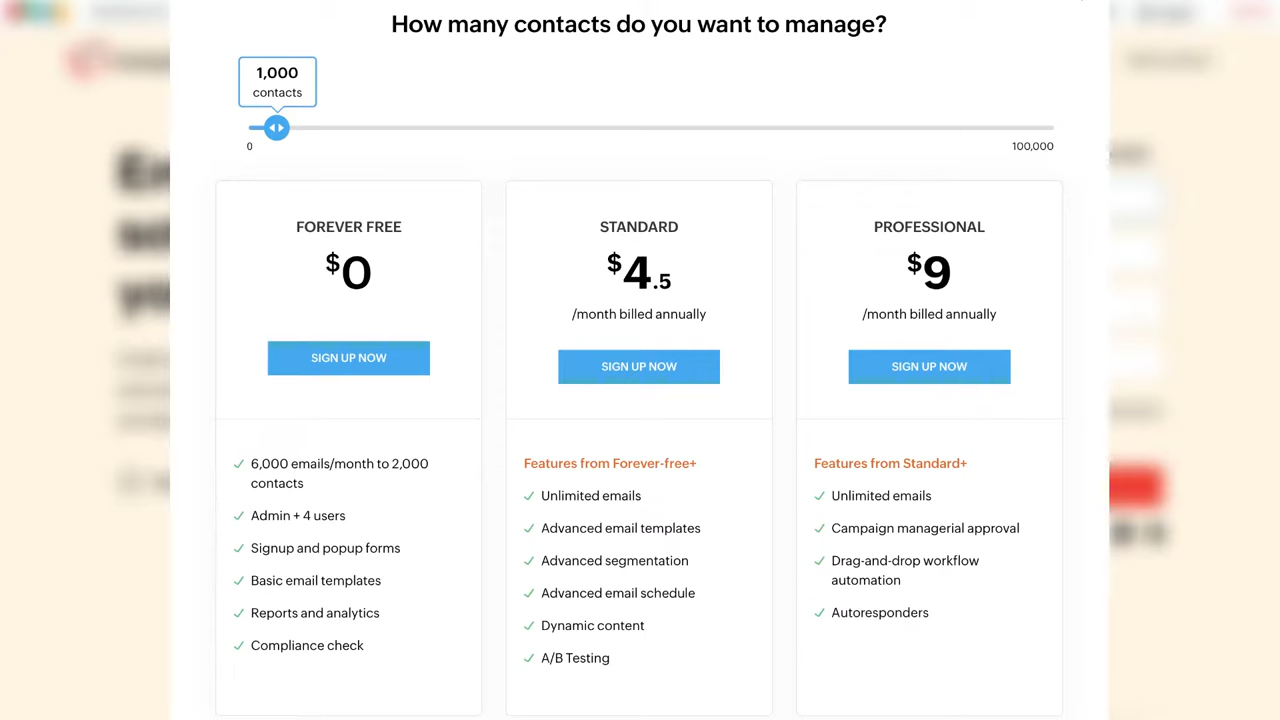 How many contacts do you want to manage?
1,000
contacts
0
100,000
FOREVER FREE
$0
SIGN UP NOW
6,000 emails/month to 2,000
contacts
Admin + 4 users
Signup and popup forms
Basic email templates
Reports and analytics
Compliance check
STANDARD
$4.5
/month billed annually
SIGN UP NOW
Features from Forever-free+
Unlimited emails
Advanced email templates
Advanced segmentation
Advanced email schedule
Dynamic content
A/B Testing
PROFESSIONAL
$9
/month billed annually
SIGN UP NOW
Features from Standard+
Unlimited emails
Campaign managerial approval
Drag-and-drop workflow
automation
Autoresponders